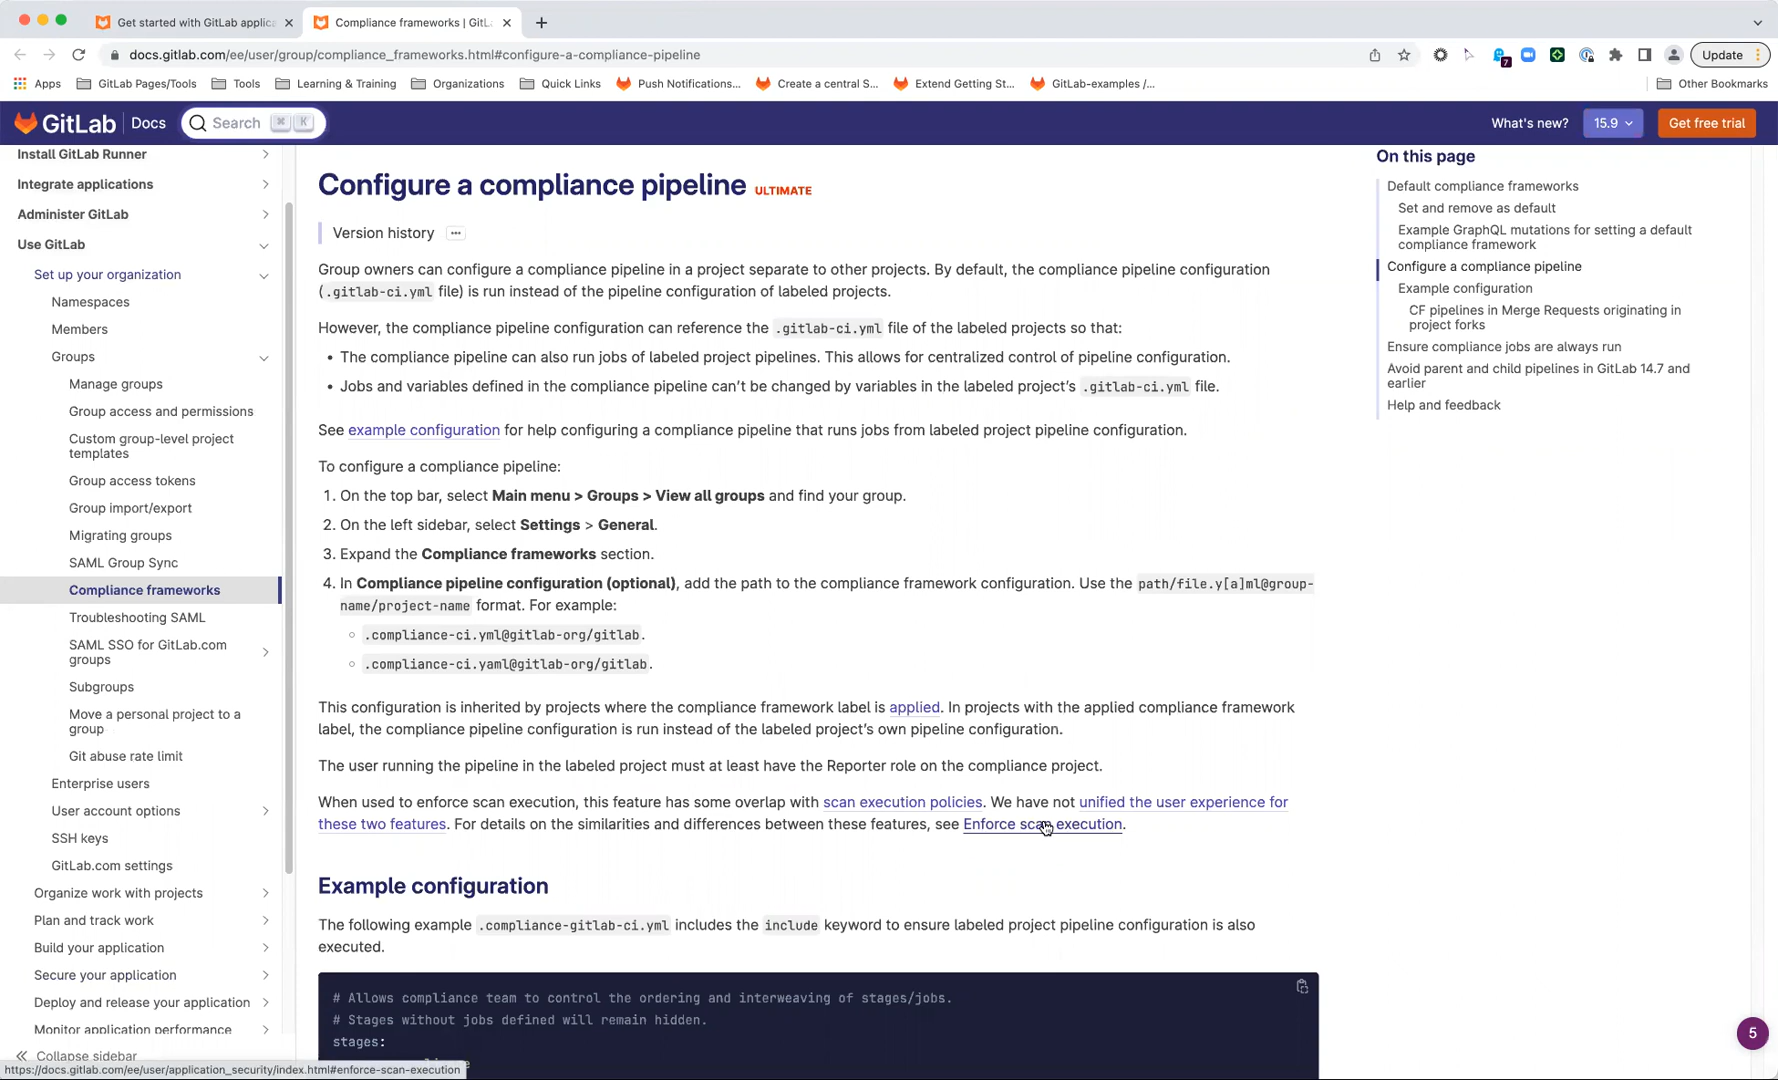 Get started with GitLab applica
Compliance frameworks | GitL
docs.gitlab.com/ee/user/group/compliance_frameworks.html#configure-a-compliance-pipeline
7
Update
Apps
GitLab Pages/Tools
Tools
Learning & Training
Organizations
Quick Links
Push Notifications...
Create a central S...
Extend Getting St...
GitLab-examples /...
Other Bookmarks
GitLab
Docs
Search ⌘ K
What's new?
15.9
Get free trial
Install GitLab Runner
Integrate applications
Administer GitLab
Use GitLab
Set up your organization
Namespaces
Members
Groups
Manage groups
Group access and permissions
Custom group-level project
templates
Group access tokens
Group import/export
Migrating groups
SAML Group Sync
Compliance frameworks
Troubleshooting SAML
SAML SSO for GitLab.com
groups
Subgroups
Move a personal project to a
group
Git abuse rate limit
Enterprise users
User account options
SSH keys
GitLab.com settings
Organize work with projects
Plan and track work
Build your application
Secure your application
Deploy and release your application
Monitor application performance
Collapse sidebar
https://docs.gitlab.com/ee/user/application_security/index.html#enforce-scan-execution
Configure a compliance pipeline ULTIMATE
Version history ...
Group owners can configure a compliance pipeline in a project separate to other projects. By default, the compliance pipeline configuration
(.gitlab-ci.yml file) is run instead of the pipeline configuration of labeled projects.
However, the compliance pipeline configuration can reference the .gitlab-ci.yml file of the labeled projects so that:
• The compliance pipeline can also run jobs of labeled project pipelines. This allows for centralized control of pipeline configuration.
• Jobs and variables defined in the compliance pipeline can't be changed by variables in the labeled project's .gitlab-ci.yml file.
See example configuration for help configuring a compliance pipeline that runs jobs from labeled project pipeline configuration.
To configure a compliance pipeline:
1. On the top bar, select Main menu > Groups > View all groups and find your group.
2. On the left sidebar, select Settings > General.
3. Expand the Compliance frameworks section.
4. In Compliance pipeline configuration (optional), add the path to the compliance framework configuration. Use the path/file.y[a]ml@group-
name/project-name format. For example:
.compliance-ci.yml@gitlab-org/gitlab.
.compliance-ci.yaml@gitlab-org/gitlab.
This configuration is inherited by projects where the compliance framework label is applied. In projects with the applied compliance framework
label, the compliance pipeline configuration is run instead of the labeled project's own pipeline configuration.
The user running the pipeline in the labeled project must at least have the Reporter role on the compliance project.
When used to enforce scan execution, this feature has some overlap with scan execution policies. We have not unified the user experience for
these two features. For details on the similarities and differences between these features, see Enforce scan execution.
Example configuration
The following example .compliance-gitlab-ci.yml includes the include keyword to ensure labeled project pipeline configuration is also
executed.
# Allows compliance team to control the ordering and interweaving of stages/jobs.
# Stages without jobs defined will remain hidden.
stages:
On this page
Default compliance frameworks
Set and remove as default
Example GraphQL mutations for setting a default
compliance framework
Configure a compliance pipeline
Example configuration
CF pipelines in Merge Requests originating in
project forks
Ensure compliance jobs are always run
Avoid parent and child pipelines in GitLab 14.7 and
earlier
Help and feedback
5